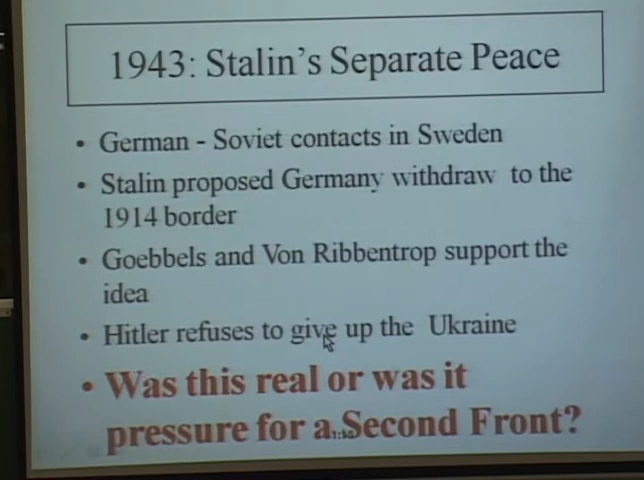 1943: Stalin's Separate Peace
• German - Soviet contacts in Sweden
• Stalin proposed Germany withdraw to the
1914 border
• Goebbels and Von Ribbentrop support the
idea
• Hitler refuses to give up the Ukraine
• Was this real or was it
pressure for a Second Front?